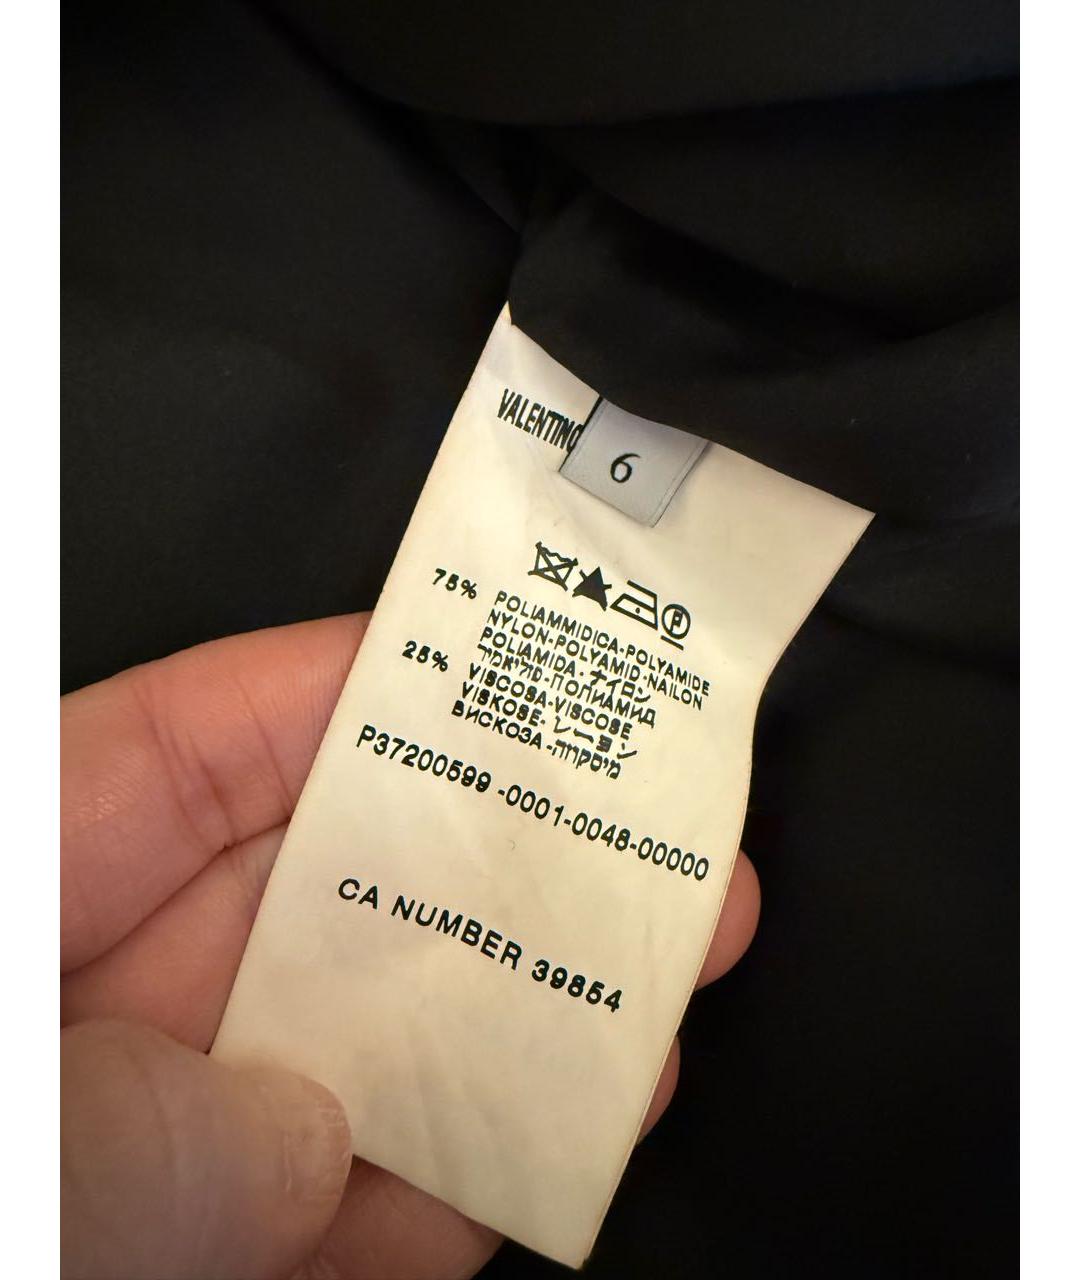 VALENTINO
6
75% POLIAMMIDICA-POLYAMIDE
NYLON-POLYAMID-NAILON
POLIAMIDA-ナイロン
פוליאמיד-ПОЛИАМИД
25% VISCOSA-VISCOSE
VISKOSE-レーヨン
ВИСКОЗА-
P37200599-0001-0048-00000
CA NUMBER 39854